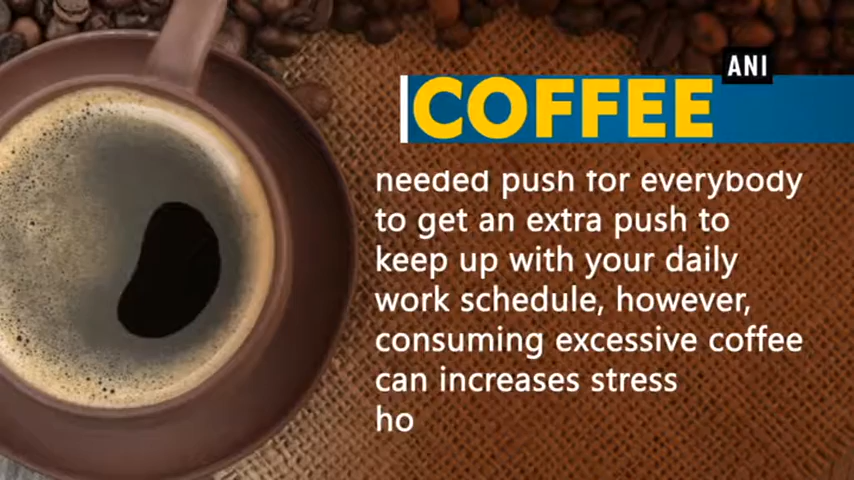 ANI
COFFEE
needed push for everybody
to get an extra push to
keep up with your daily
work schedule, however,
consuming excessive coffee
can increases stress
ho